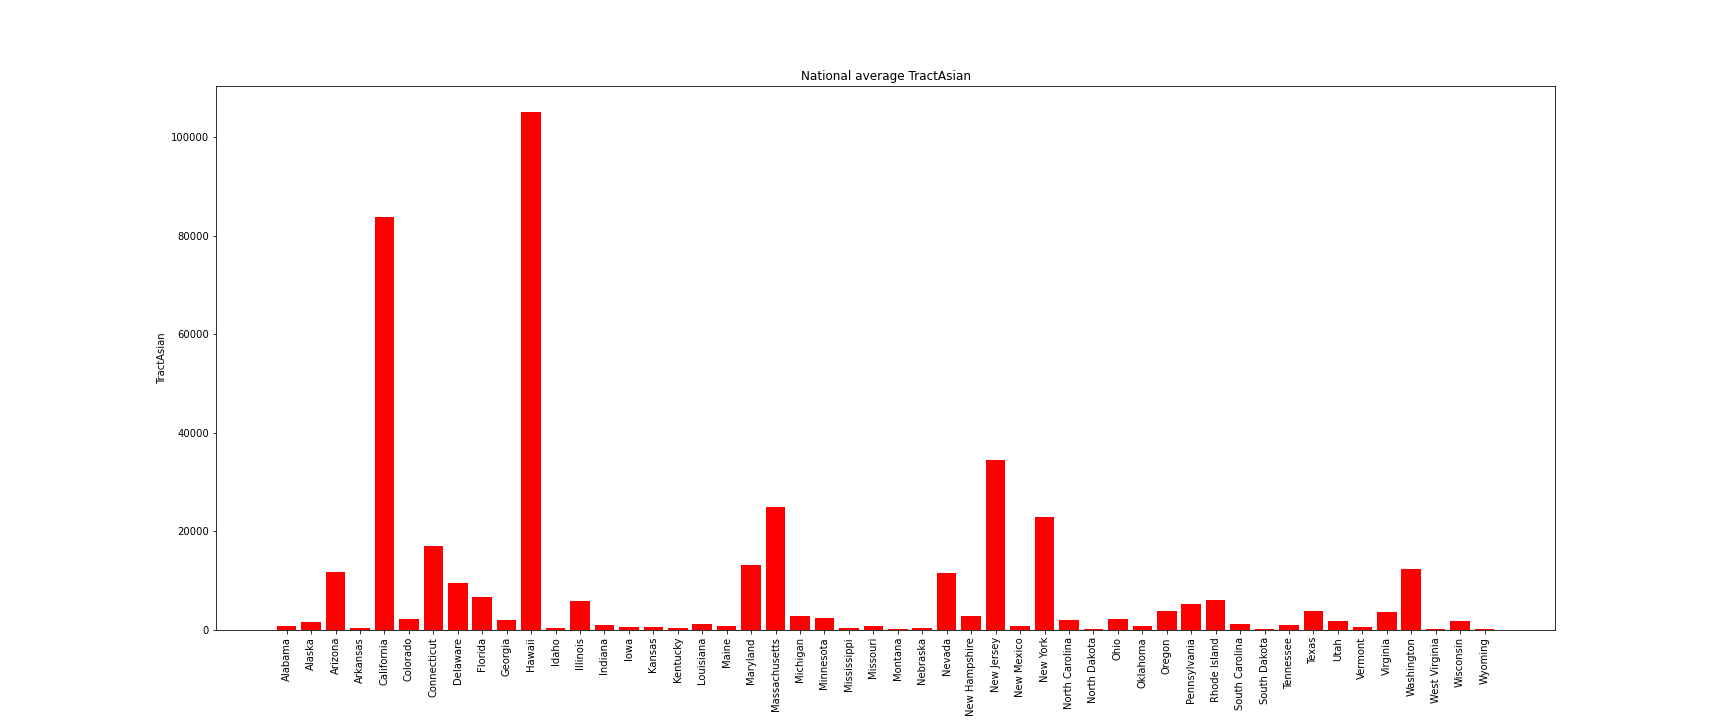 National average TractAsian
TractAsian
100000
80000
60000
40000
20000
0
Alabama
Alaska
Arizona
Arkansas
California
Colorado
Connecticut
Delaware
Florida
Georgia
Hawaii
Idaho
Illinois
Indiana
Iowa
Kansas
Kentucky
Louisiana
Maine
Maryland
Massachusetts
Michigan
Minnesota
Mississippi
Missouri
Montana
Nebraska
Nevada
New Hampshire
New Jersey
New Mexico
New York
North Carolina
North Dakota
Ohio
Oklahoma
Oregon
Pennsylvania
Rhode Island
South Carolina
South Dakota
Tennessee
Texas
Utah
Vermont
Virginia
Washington
West Virginia
Wisconsin
Wyoming